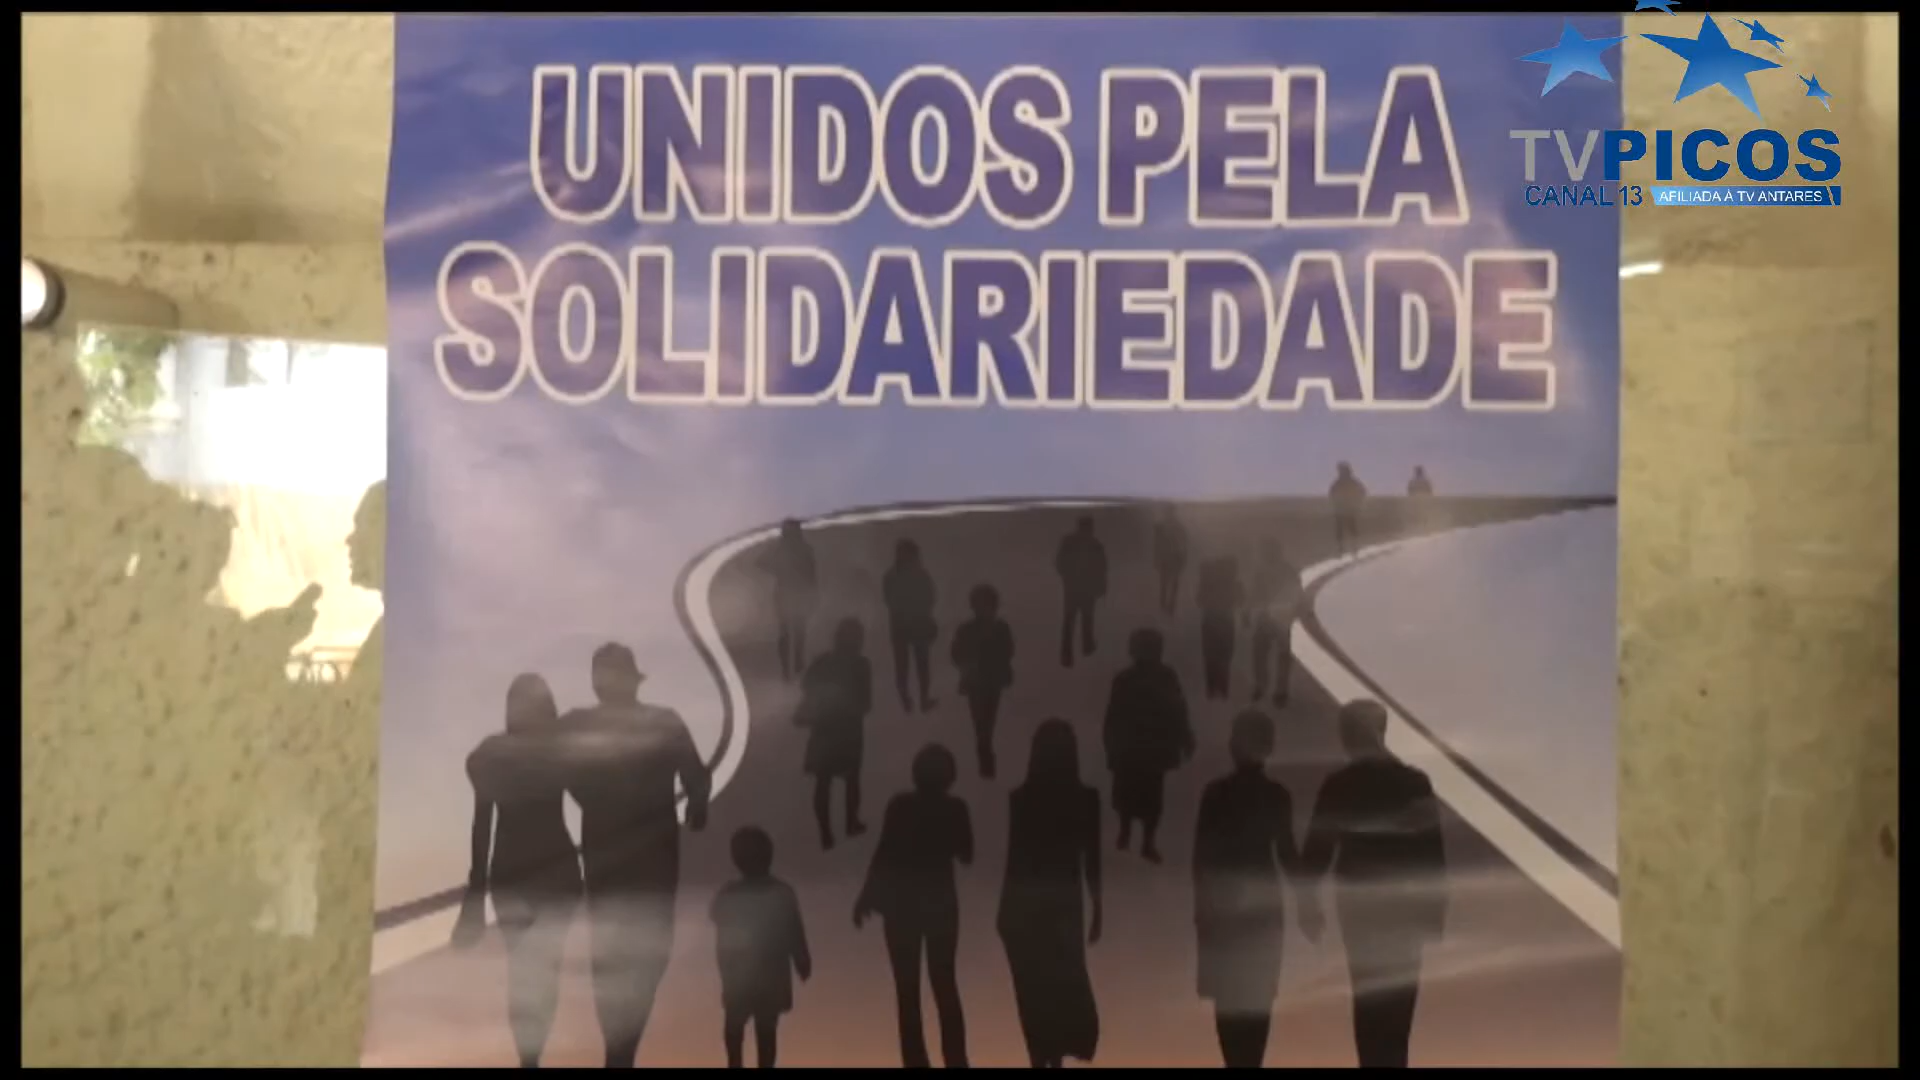 UNIDOS PELA
SOLIDARIEDADE
TVPICOS
CANAL 13 AFILIADA À TV ANTARES